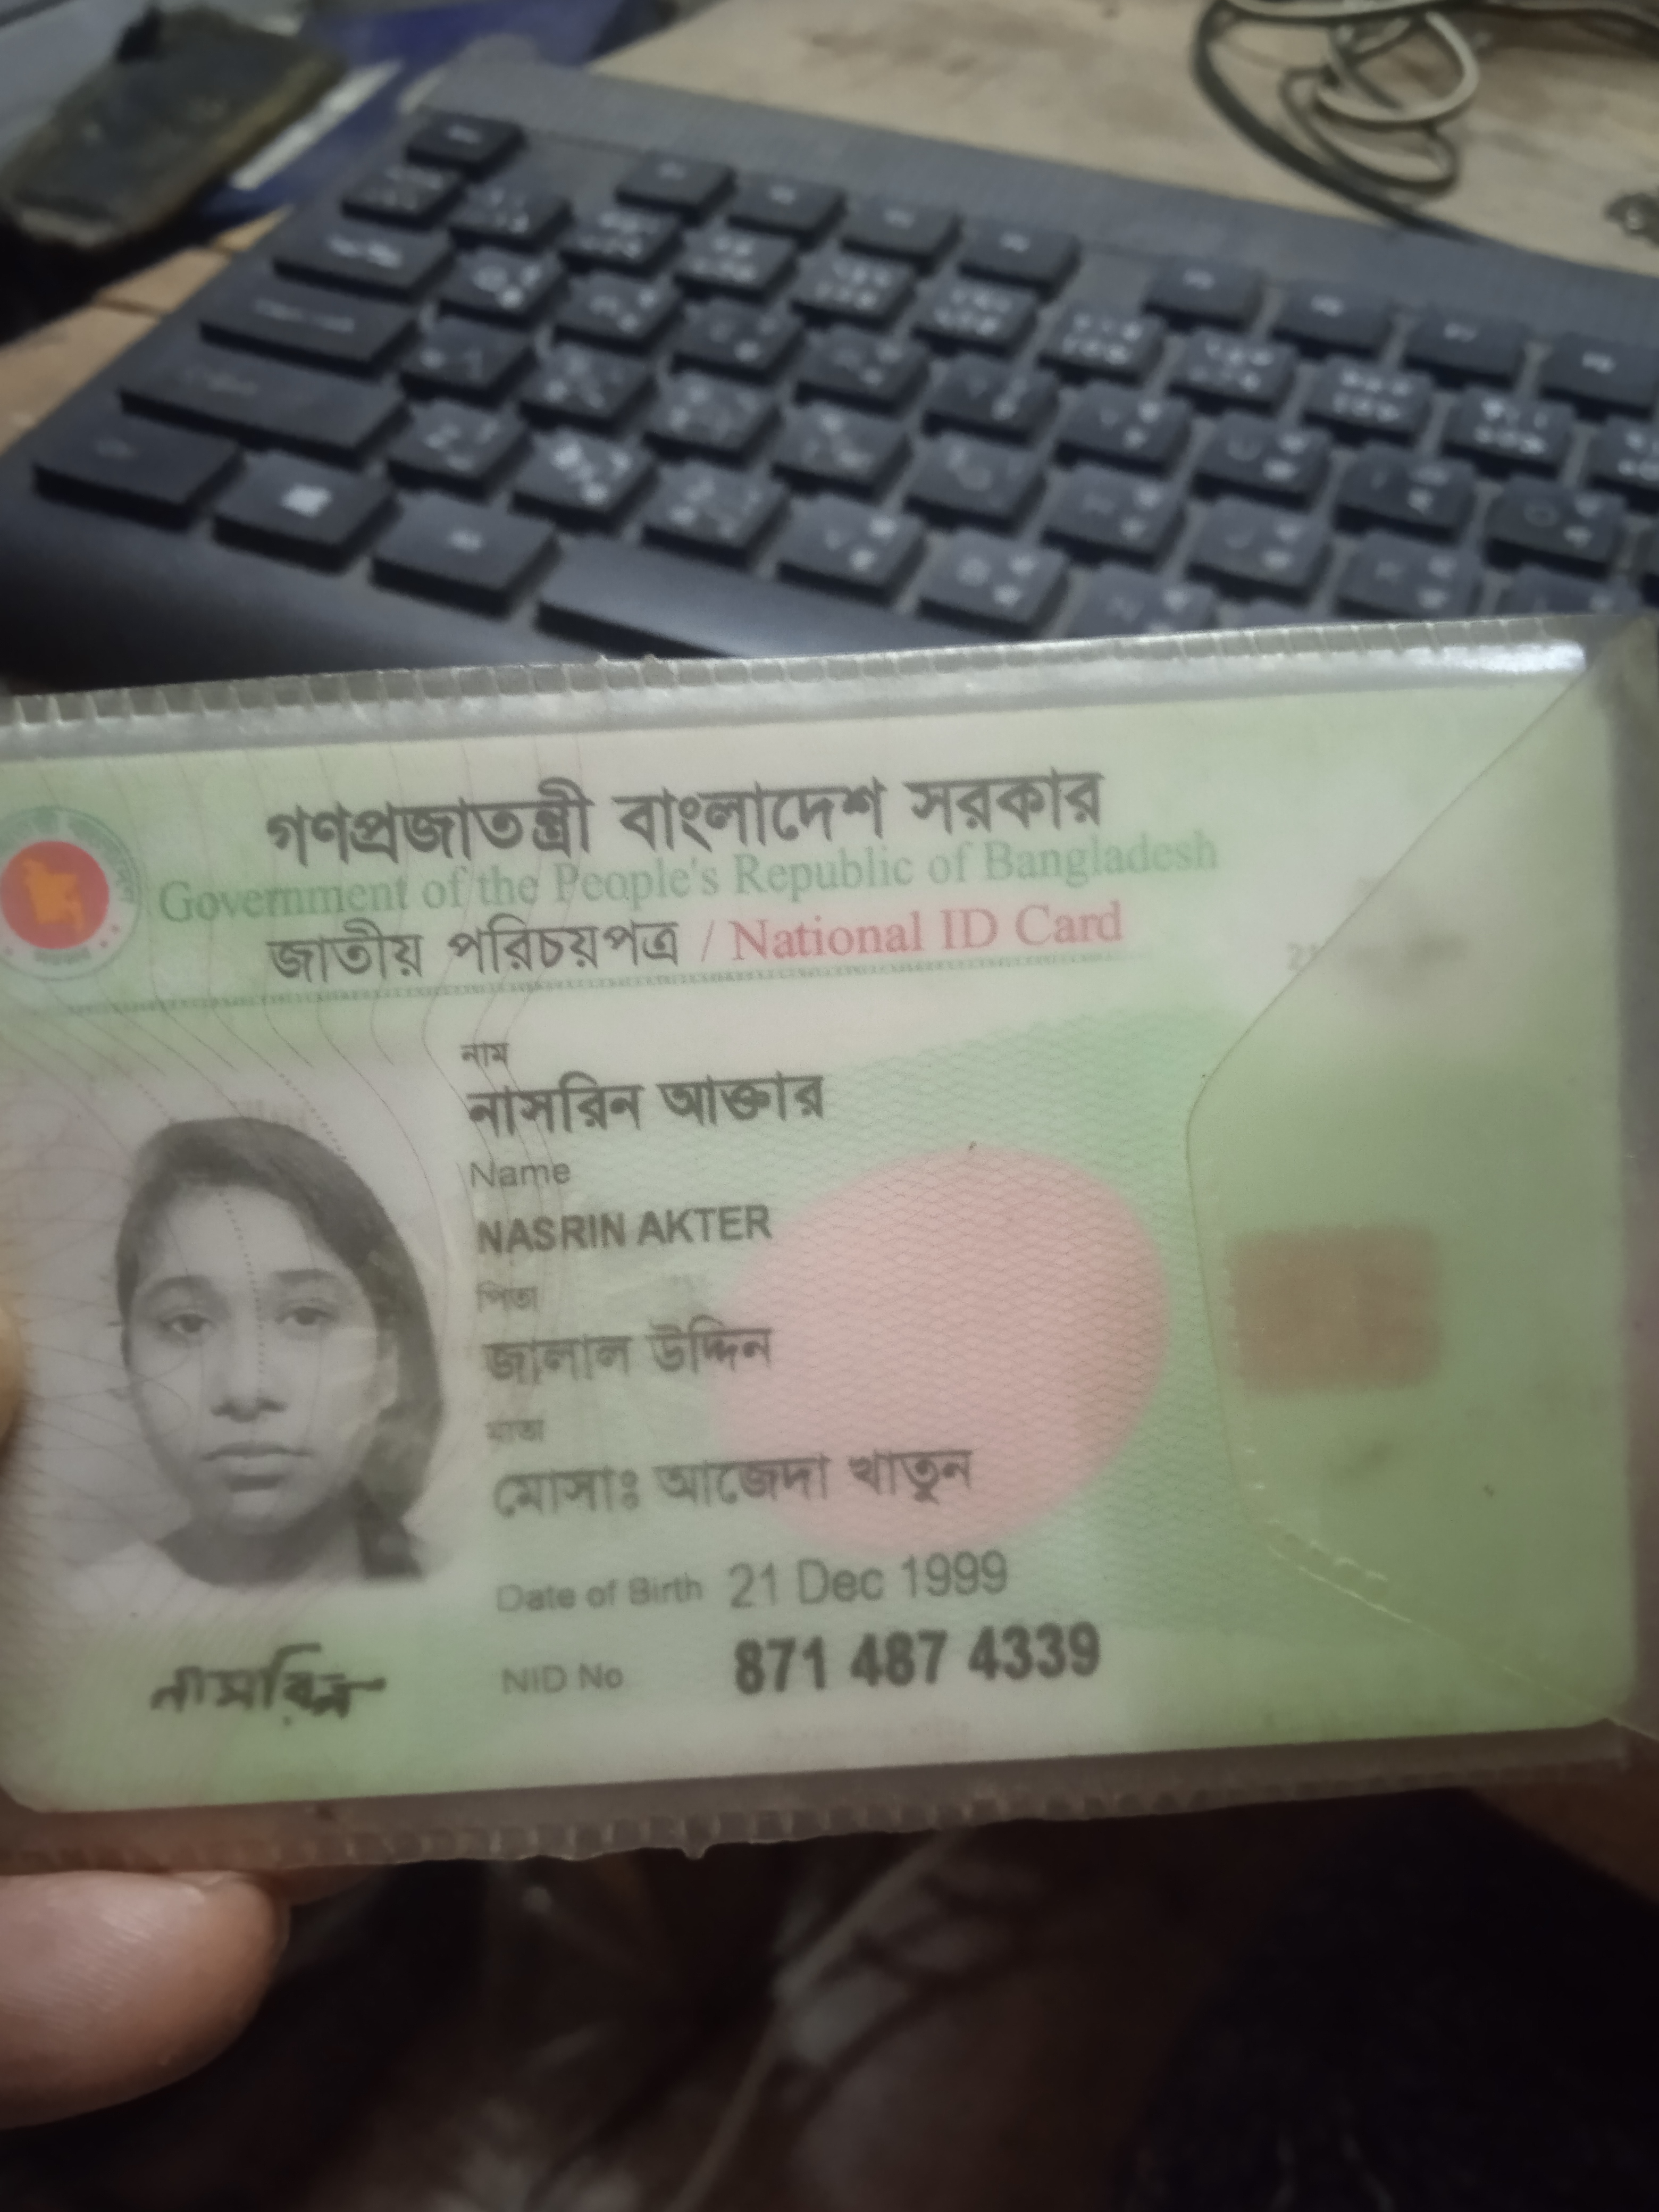 গণপ্রজাতন্ত্রী বাংলাদেশ সরকার
Government of the People's Republic of Bangladesh
জাতীয় পরিচয়পত্র / National ID Card
নাম
নাসরিন আক্তার
Name
NASRIN AKTER
পিতা
জালাল উদ্দিন
মাতা
মোসাঃ আজেদা খাতুন
Date of Birth 21 Dec 1999
NID No 871 487 4339
নাসরিন